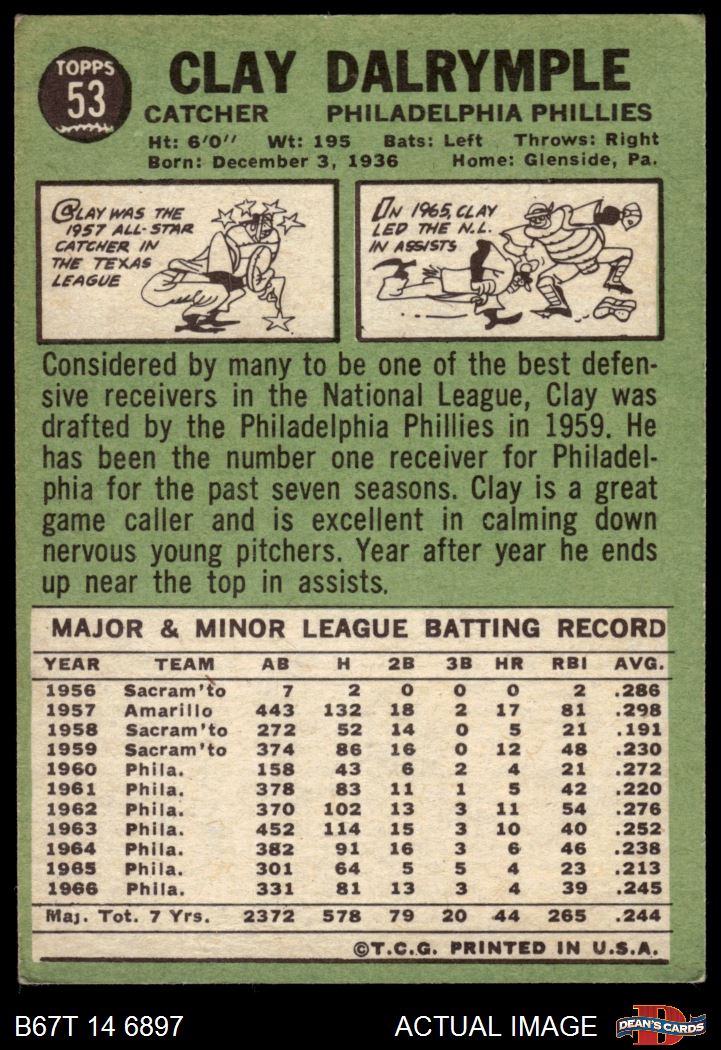 TOPPS
53
CLAY DALRYMPLE
CATCHER PHILADELPHIA PHILLIES
Ht: 6'0" Wt: 195 Bats: Left Throws: Right
Born: December 3, 1936 Home: Glenside, Pa.
CLAY WAS THE
1957 ALL-STAR
CATCHER IN
THE TEXAS
LEAGUE
IN 1965, CLAY
LED THE N.L.
IN ASSISTS
Considered by many to be one of the best defen-
sive receivers in the National League, Clay was
drafted by the Philadelphia Phillies in 1959. He
has been the number one receiver for Philadel-
phia for the past seven seasons. Clay is a great
game caller and is excellent in calming down
nervous young pitchers. Year after year he ends
up near the top in assists.
MAJOR & MINOR LEAGUE BATTING RECORD
YEAR TEAM AB H 2B 3B HR RBI AVG.
1956 Sacram'to 7 2 0 0 0 2 .286
1957 Amarillo 443 132 18 2 17 81 .298
1958 Sacram'to 272 52 14 0 5 21 .191
1959 Sacram'to 374 86 16 0 12 48 .230
1960 Phila. 158 43 6 2 4 21 .272
1961 Phila. 378 83 11 1 5 42 .220
1962 Phila. 370 102 13 3 11 54 .276
1963 Phila. 452 114 15 3 10 40 .252
1964 Phila. 382 91 16 3 6 46 .238
1965 Phila. 301 64 5 5 4 23 .213
1966 Phila. 331 81 13 3 4 39 .245
Maj. Tot. 7 Yrs. 2372 578 79 20 44 265 .244
©T.C.G. PRINTED IN U.S.A.
B67T 14 6897 ACTUAL IMAGE
D
DEAN'S CARDS